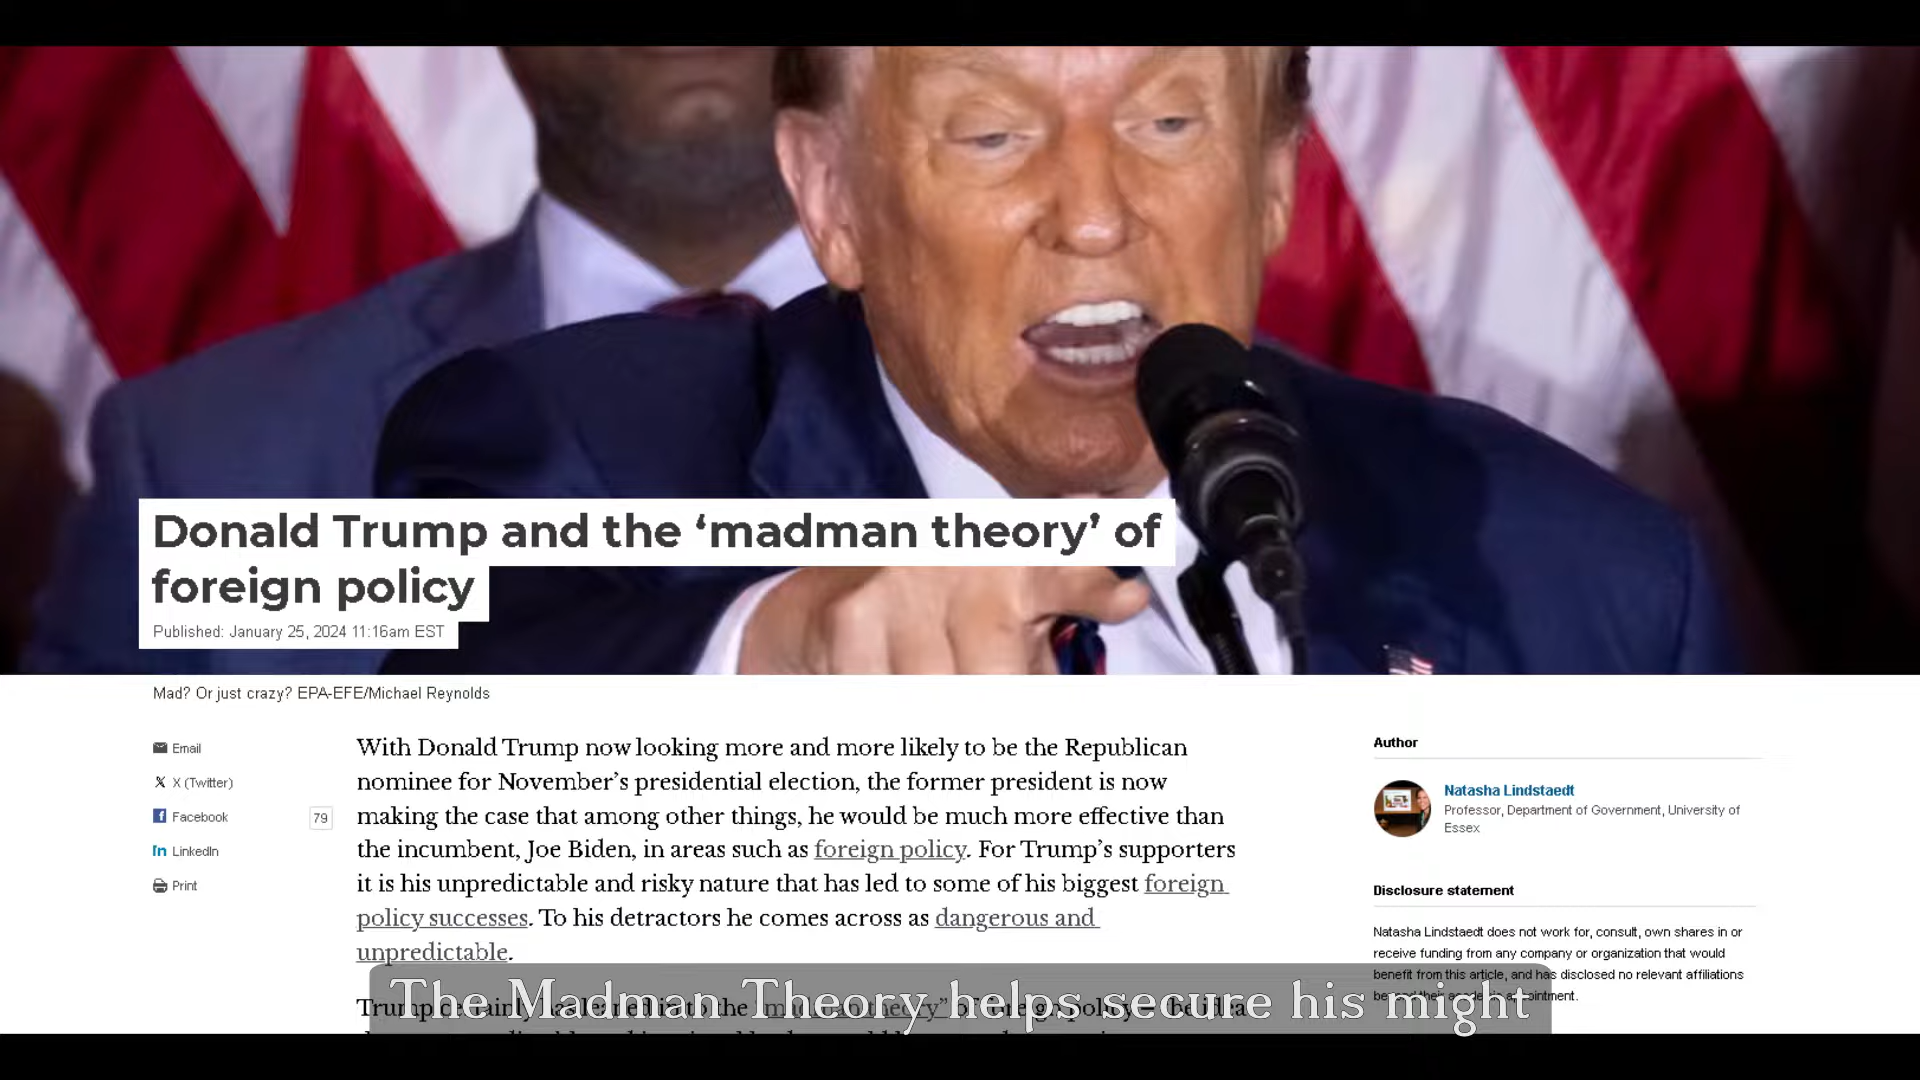 Donald Trump and the ‘madman theory’ of
foreign policy
Published: January 25, 2024 11:16am EST
Mad? Or just crazy? EPA-EFE/Michael Reynolds
Email
X (Twitter)
Facebook
79
LinkedIn
Print
With Donald Trump now looking more and more likely to be the Republican
nominee for November’s presidential election, the former president is now
making the case that among other things, he would be much more effective than
the incumbent, Joe Biden, in areas such as foreign policy. For Trump’s supporters
it is his unpredictable and risky nature that has led to some of his biggest foreign
policy successes. To his detractors he comes across as dangerous and
unpredictable.
Author
Natasha Lindstaedt
Professor, Department of Government, University of
Essex
Disclosure statement
Natasha Lindstaedt does not work for, consult, own shares in or
receive funding from any company or organization that would
benefit from this article, and has disclosed no relevant affiliations
The Madman Theory helps secure his might